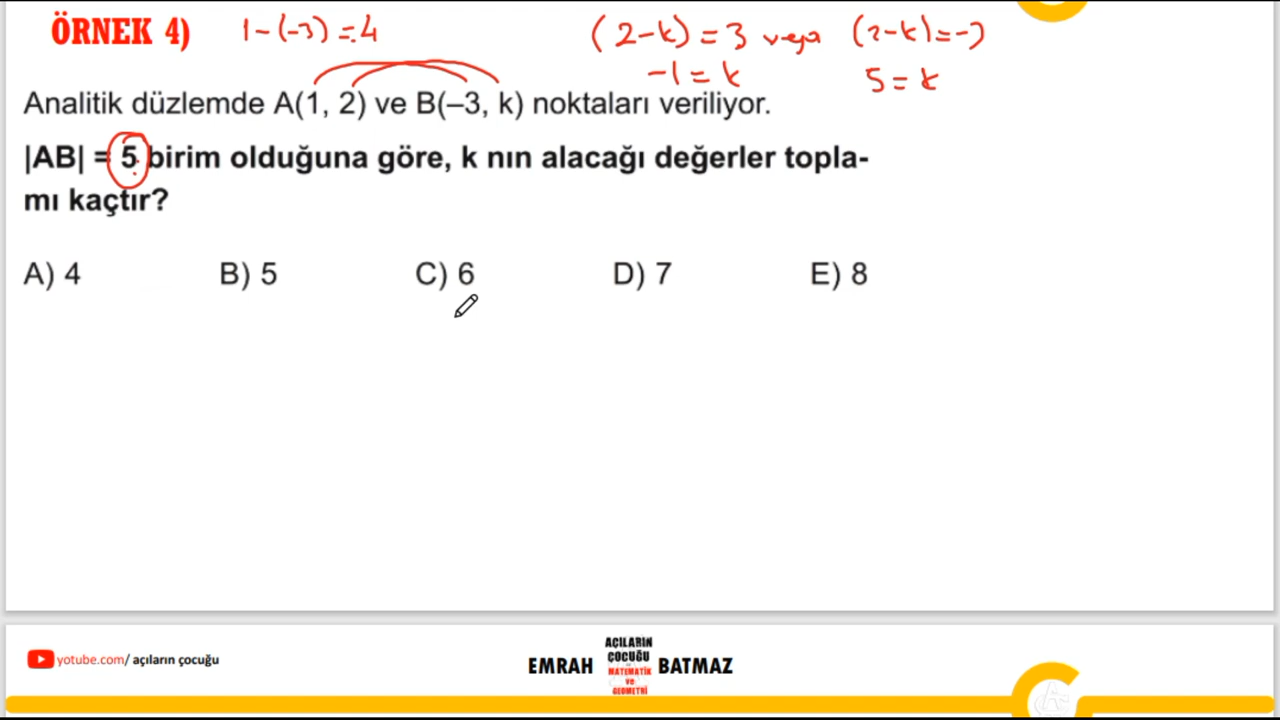 ÖRNEK 4) 1-(-3)=4 (2-k)=3 veya (2-k)=-3
-1=k 5=k
Analitik düzlemde A(1, 2) ve B(–3, k) noktaları veriliyor.
|AB| = 5 birim olduğuna göre, k nın alacağı değerler topla-
mı kaçtır?
A) 4 B) 5 C) 6 D) 7 E) 8
yotube.com/ açıların çocuğu
EMRAH BATMAZ
AÇILARIN
ÇOCUĞU
MATEMATİK
ve
GEOMETRİ